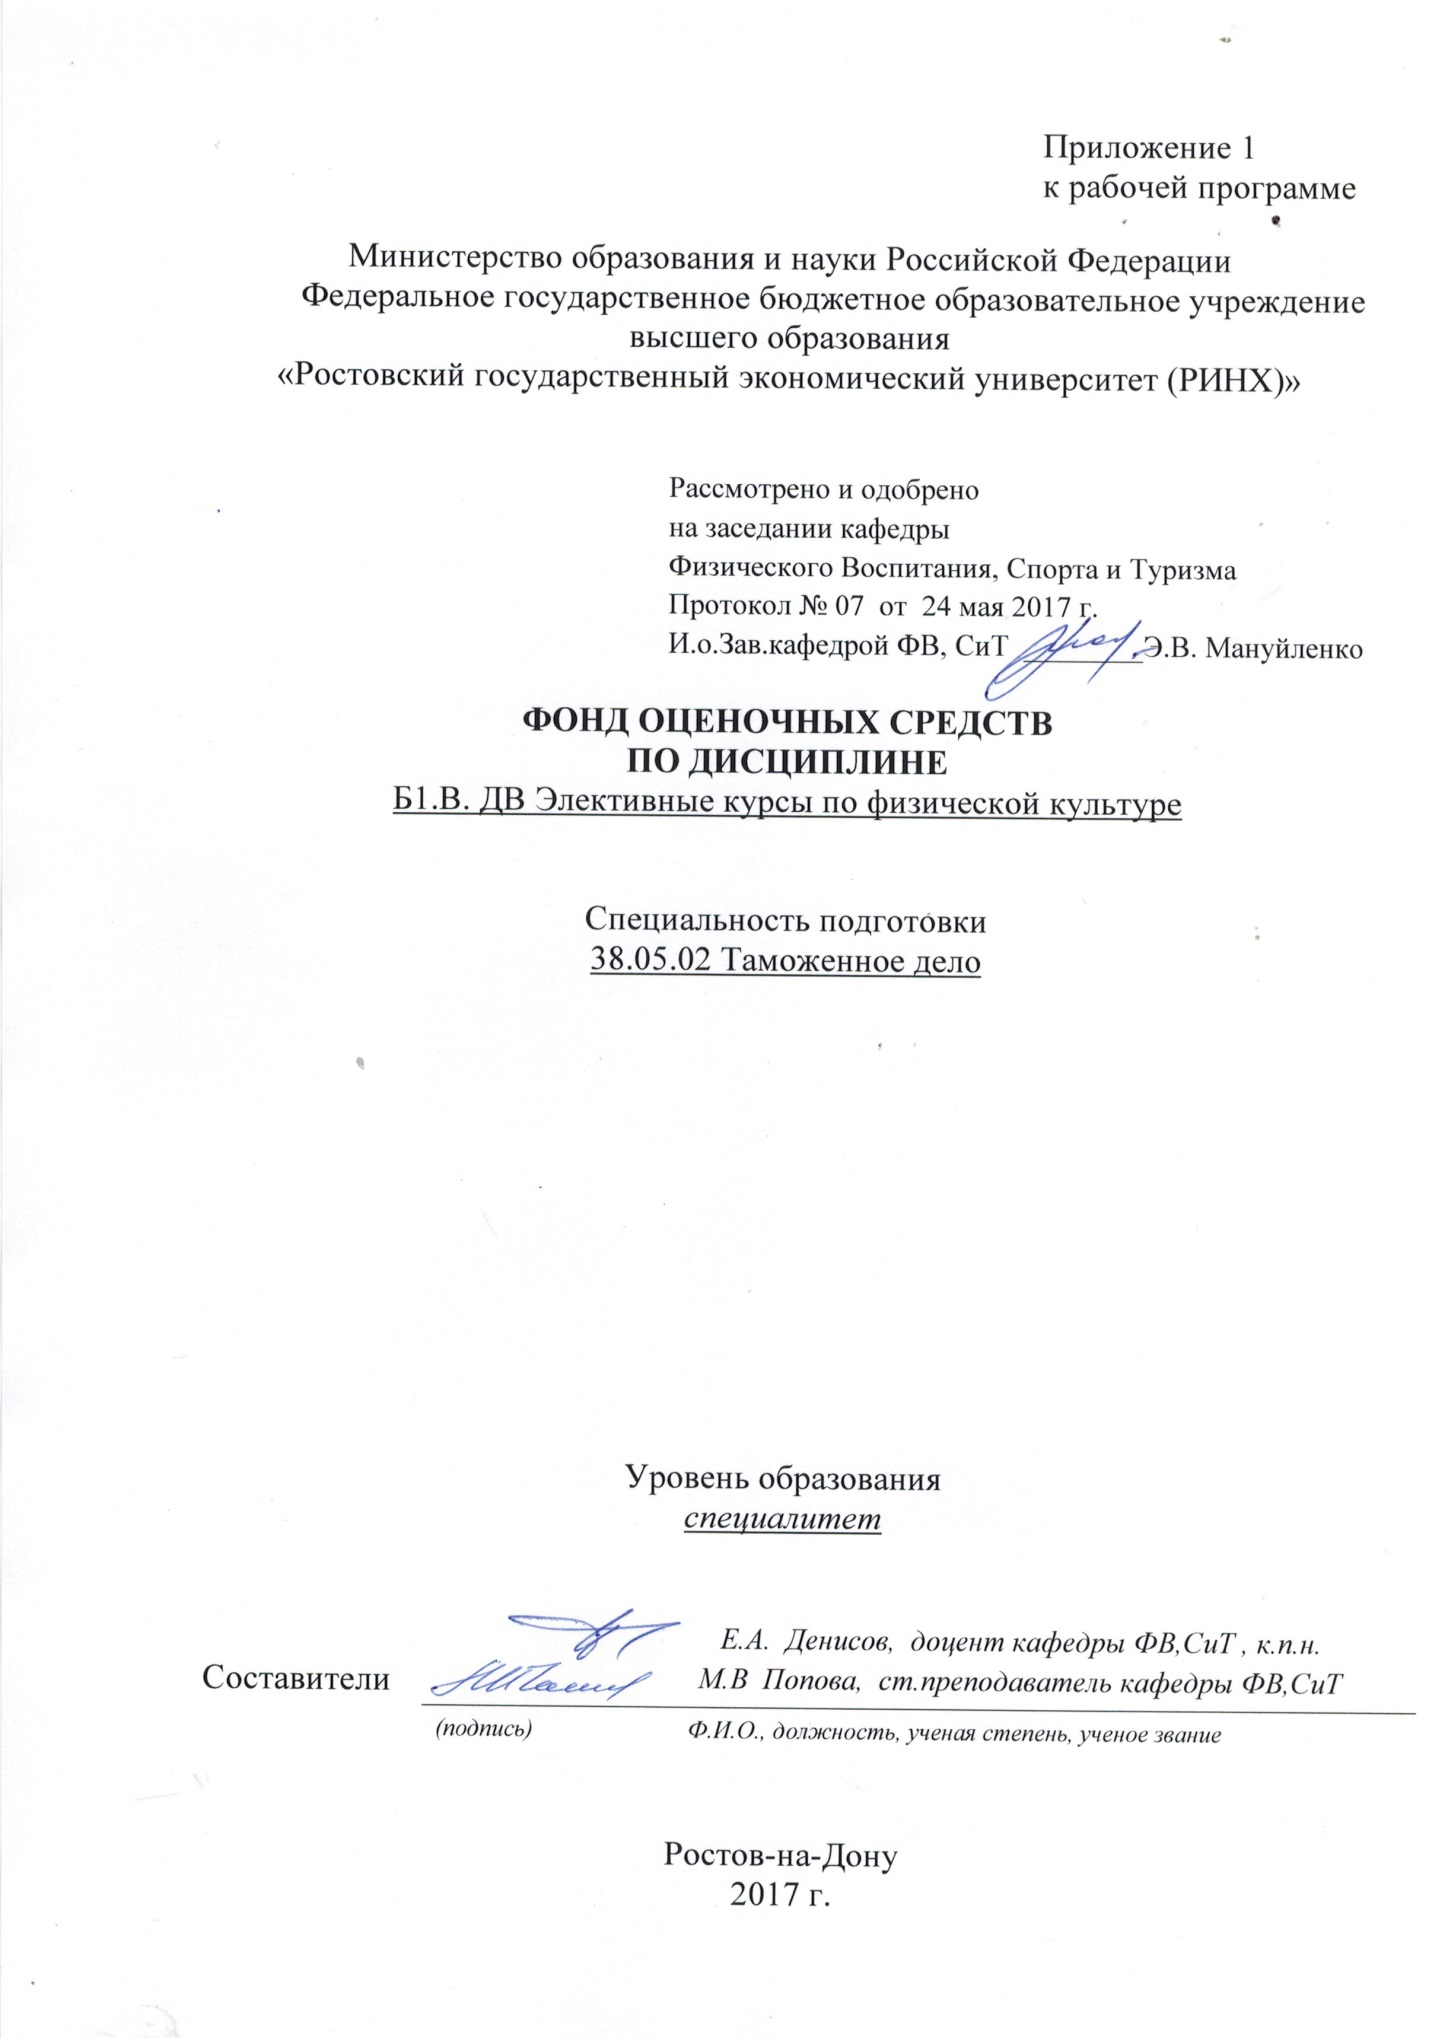 Приложение 1
к рабочей программе
Министерство образования и науки Российской Федерации
Федеральное государственное бюджетное образовательное учреждение
высшего образования
«Ростовский государственный экономический университет (РИНХ)»
Рассмотрено и одобрено
на заседании кафедры
Физического Воспитания, Спорта и Туризма
Протокол № 07 от 24 мая 2017 г.
И.о.Зав.кафедрой ФВ, СиТ ________Э.В. Мануйленко
ФОНД ОЦЕНОЧНЫХ СРЕДСТВ
ПО ДИСЦИПЛИНЕ
Б1.В. ДВ Элективные курсы по физической культуре
Специальность подготовки
38.05.02 Таможенное дело
Уровень образования
специалитет
Е.А. Денисов, доцент кафедры ФВ,СиТ , к.п.н.
Составители М.В Попова, ст.преподаватель кафедры ФВ,СиТ
(подпись) Ф.И.О., должность, ученая степень, ученое звание
Ростов-на-Дону
2017 г.